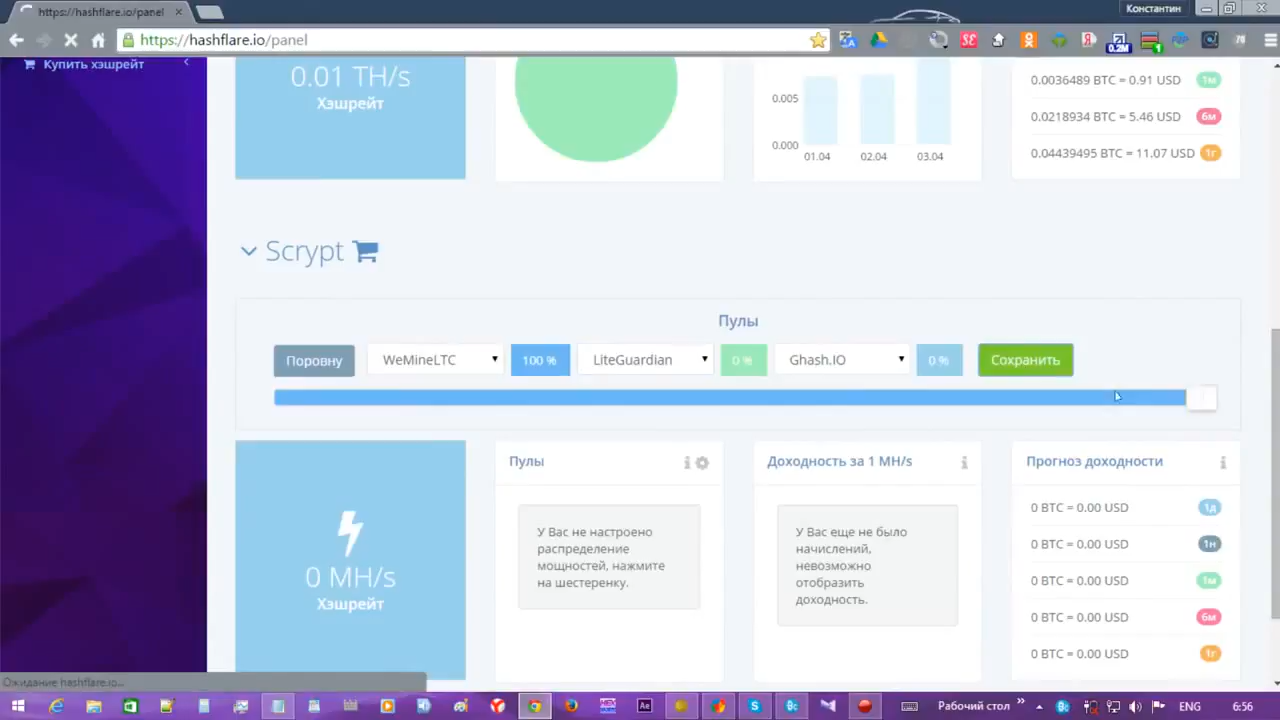 https://hashflare.io/panel
Константин
https://hashflare.io/panel
0.2M
1
Купить хэшрейт
0.01 TH/s
Хэшрейт
0.005
0.000
01.04 02.04 03.04
0.0036489 BTC = 0.91 USD 1м
0.0218934 BTC = 5.46 USD 6м
0.04439495 BTC = 11.07 USD 1г
Scrypt
Пулы
Поровну WeMineLTC 100 % LiteGuardian 0 % Ghash.IO 0 % Сохранить
0 MH/s
Хэшрейт
Пулы
У Вас не настроено
распределение
мощностей, нажмите
на шестеренку.
Доходность за 1 MH/s
У Вас еще не было
начислений,
невозможно
отобразить
доходность.
Прогноз доходности
0 BTC = 0.00 USD 1д
0 BTC = 0.00 USD 1н
0 BTC = 0.00 USD 1м
0 BTC = 0.00 USD 6м
0 BTC = 0.00 USD 1г
Ожидание hashflare.io...
Рабочий стол ENG 6:56